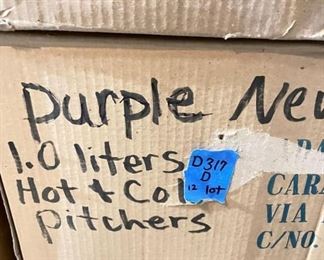 purple New
1.0 liters
Hot + Col
pitchers
D317
D
12 lot
CARA
VIA
C/NO.